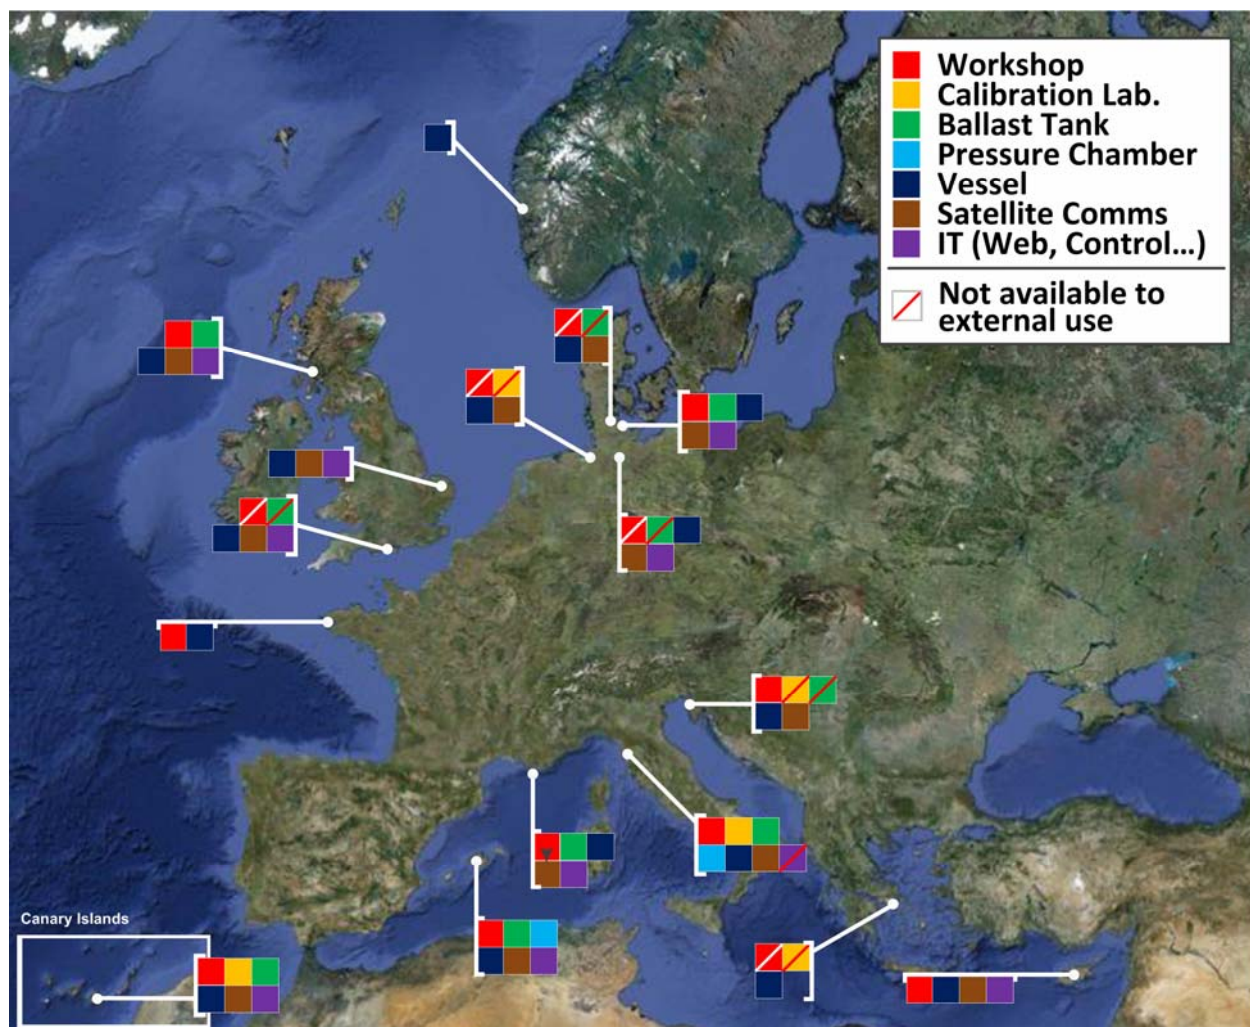 Workshop
Calibration Lab.
Ballast Tank
Pressure Chamber
Vessel
Satellite Comms
IT (Web, Control...)
Not available to
external use
Canary Islands